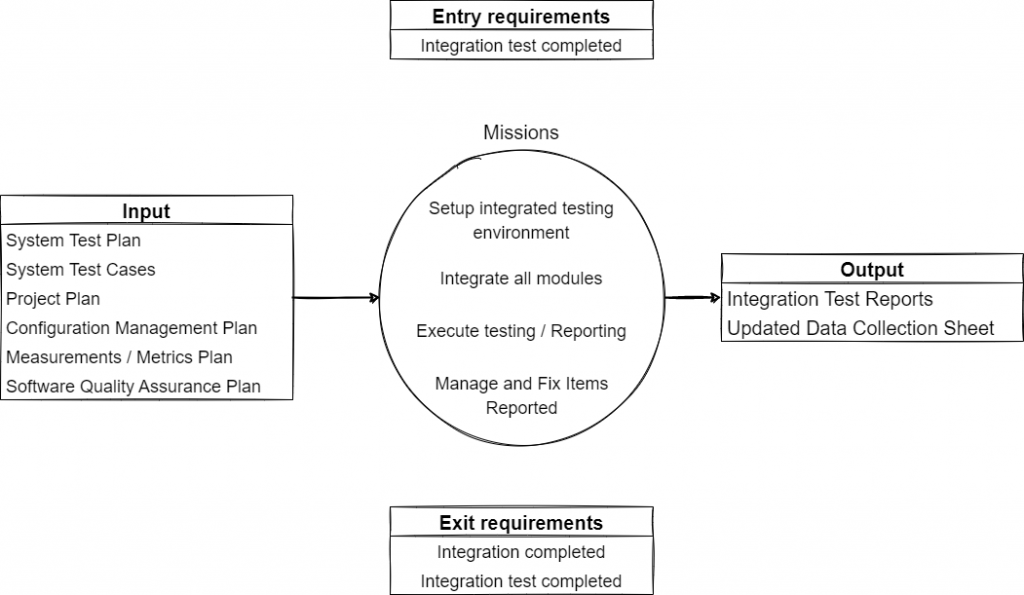 Entry requirements
Integration test completed
Missions
Setup integrated testing
environment
Integrate all modules
Execute testing / Reporting
Manage and Fix Items
Reported
Input
System Test Plan
System Test Cases
Project Plan
Configuration Management Plan
Measurements / Metrics Plan
Software Quality Assurance Plan
Output
Integration Test Reports
Updated Data Collection Sheet
Exit requirements
Integration completed
Integration test completed